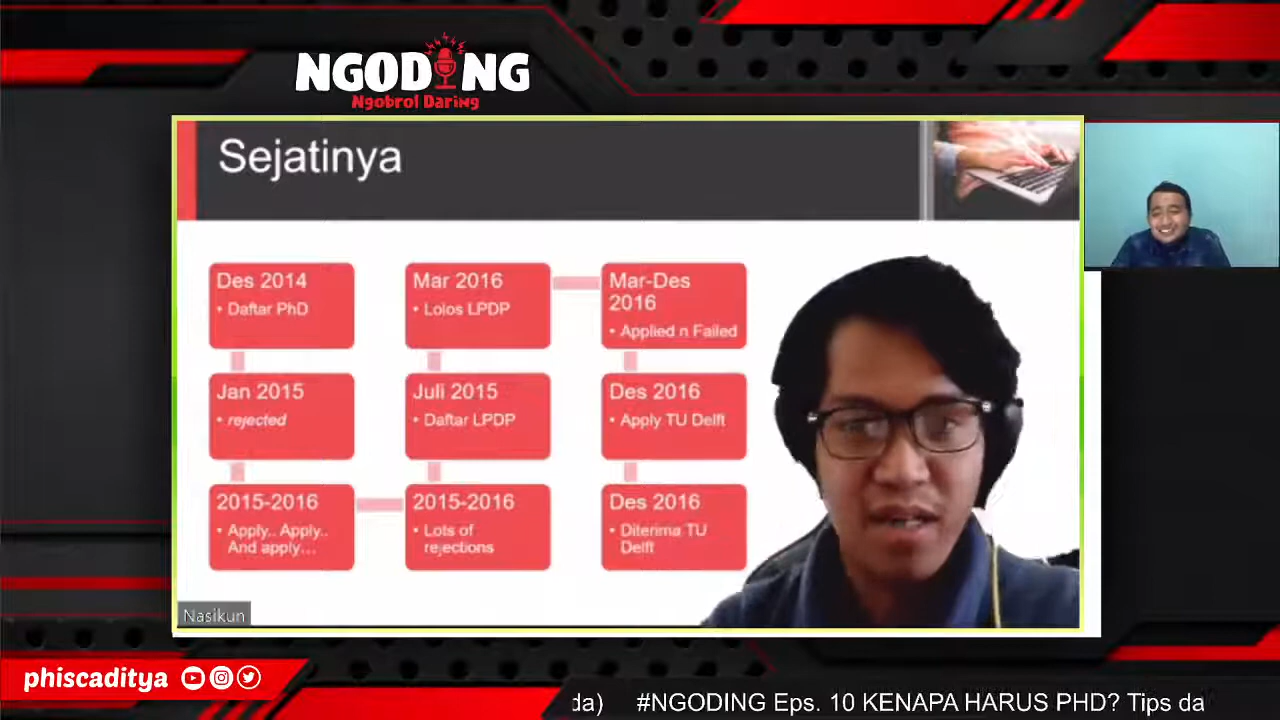 NGODING
Ngobrol Daring
Sejatinya
Des 2014
• Daftar PhD
Jan 2015
• rejected
2015-2016
• Apply.. Apply..
And apply...
2015-2016
• Lots of
rejections
Juli 2015
• Daftar LPDP
Mar 2016
• Lolos LPDP
Mar-Des
2016
• Applied n Failed
Des 2016
• Apply TU Delft
Des 2016
• Diterima TU
Delft
Nasikun
phiscaditya
da) #NGODING Eps. 10 KENAPA HARUS PHD? Tips da